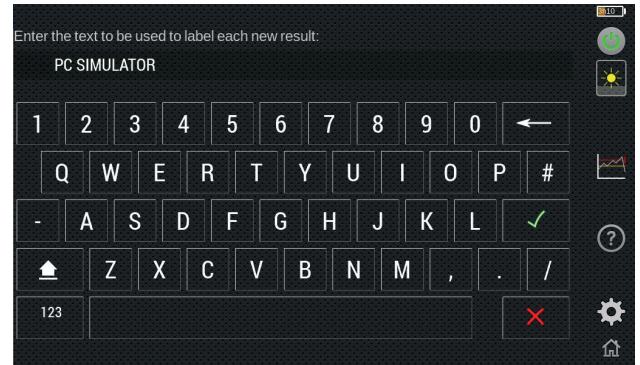 3h10
Enter the text to be used to label each new result:
PC SIMULATOR
1 2 3 4 5 6 7 8 9 0
Q W E R T Y U I O P #
- A S D F G H J K L
Z X C V B N M , . /
?
123